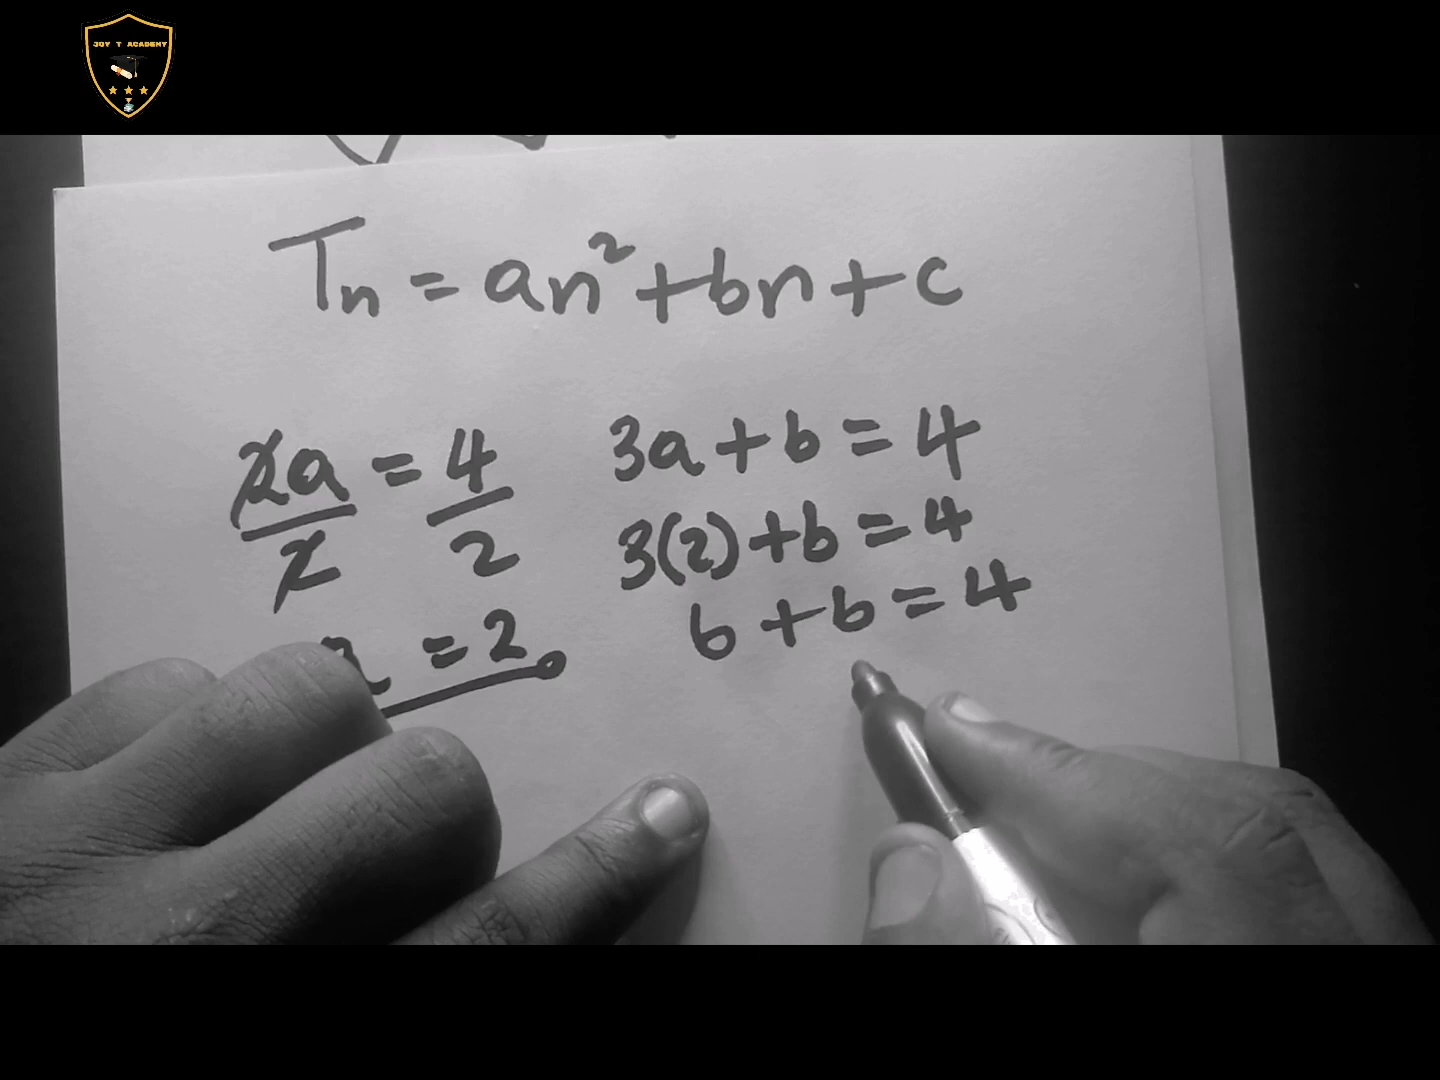 JOY T ACADEMY
Tn = an² + bn + c
2a = 4
2 2
a = 2
3a + b = 4
3(2) + b = 4
6 + b = 4